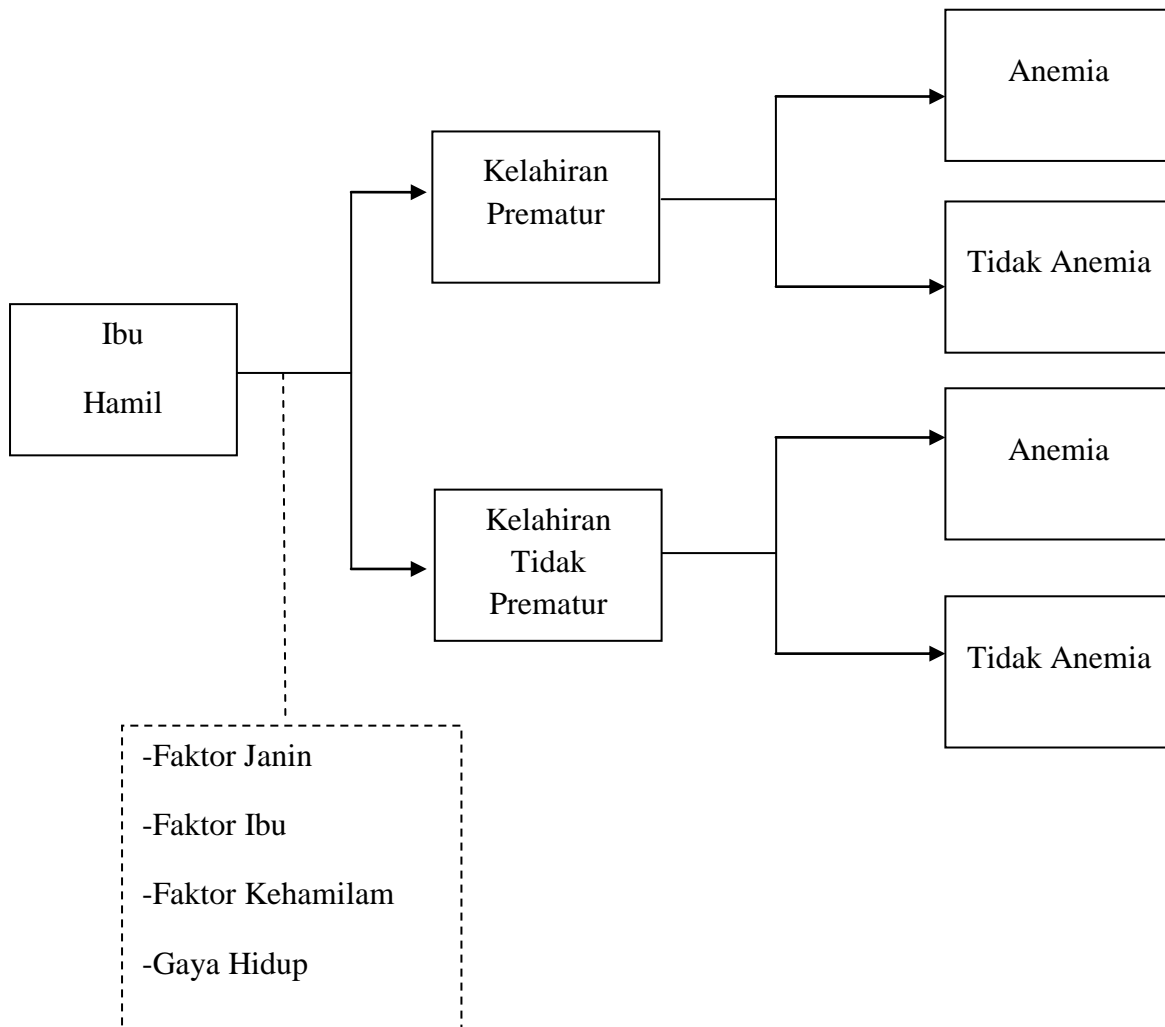 Anemia
Kelahiran
Prematur
Tidak Anemia
Ibu
Hamil
Anemia
Kelahiran
Tidak
Prematur
Tidak Anemia
-Faktor Janin
-Faktor Ibu
-Faktor Kehamilam
-Gaya Hidup